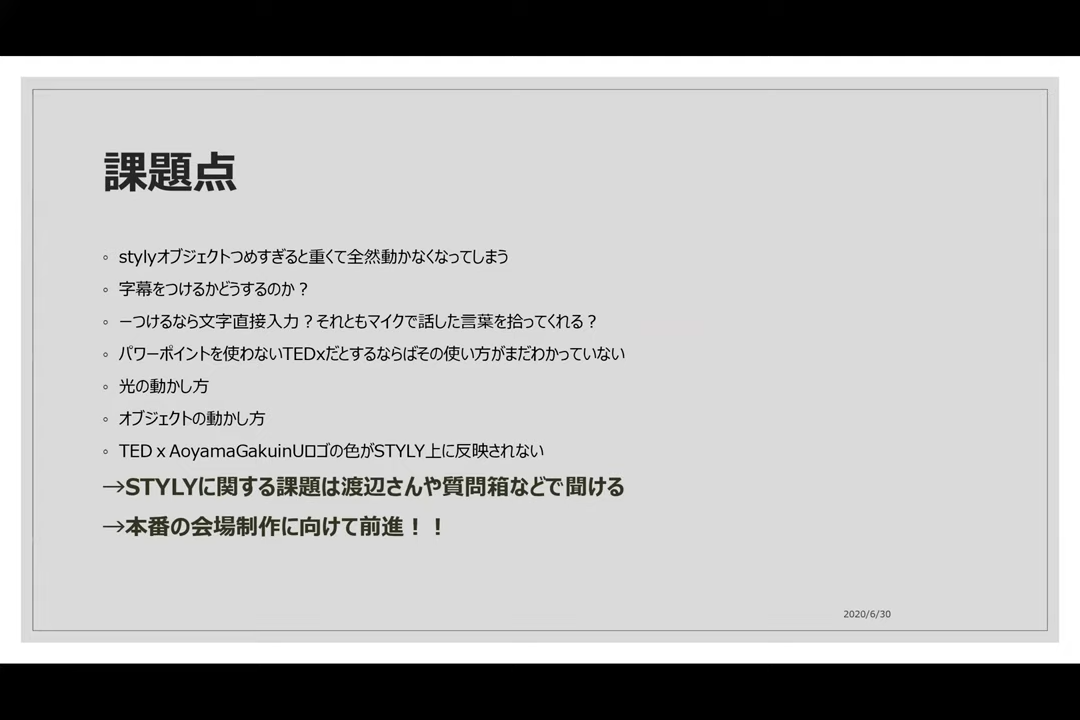 課題点
◦ stylyオブジェクトつめすぎると重くて全然動かなくなってしまう
◦ 字幕をつけるかどうするのか？
◦ ーつけるなら文字直接入力？それともマイクで話した言葉を拾ってくれる？
◦ パワーポイントを使わないTEDxだとするならばその使い方がまだわかっていない
◦ 光の動かし方
◦ オブジェクトの動かし方
◦ TED x AoyamaGakuinUロゴの色がSTYLY上に反映されない
→STYLYに関する課題は渡辺さんや質問箱などで聞ける
→本番の会場制作に向けて前進！！
2020/6/30